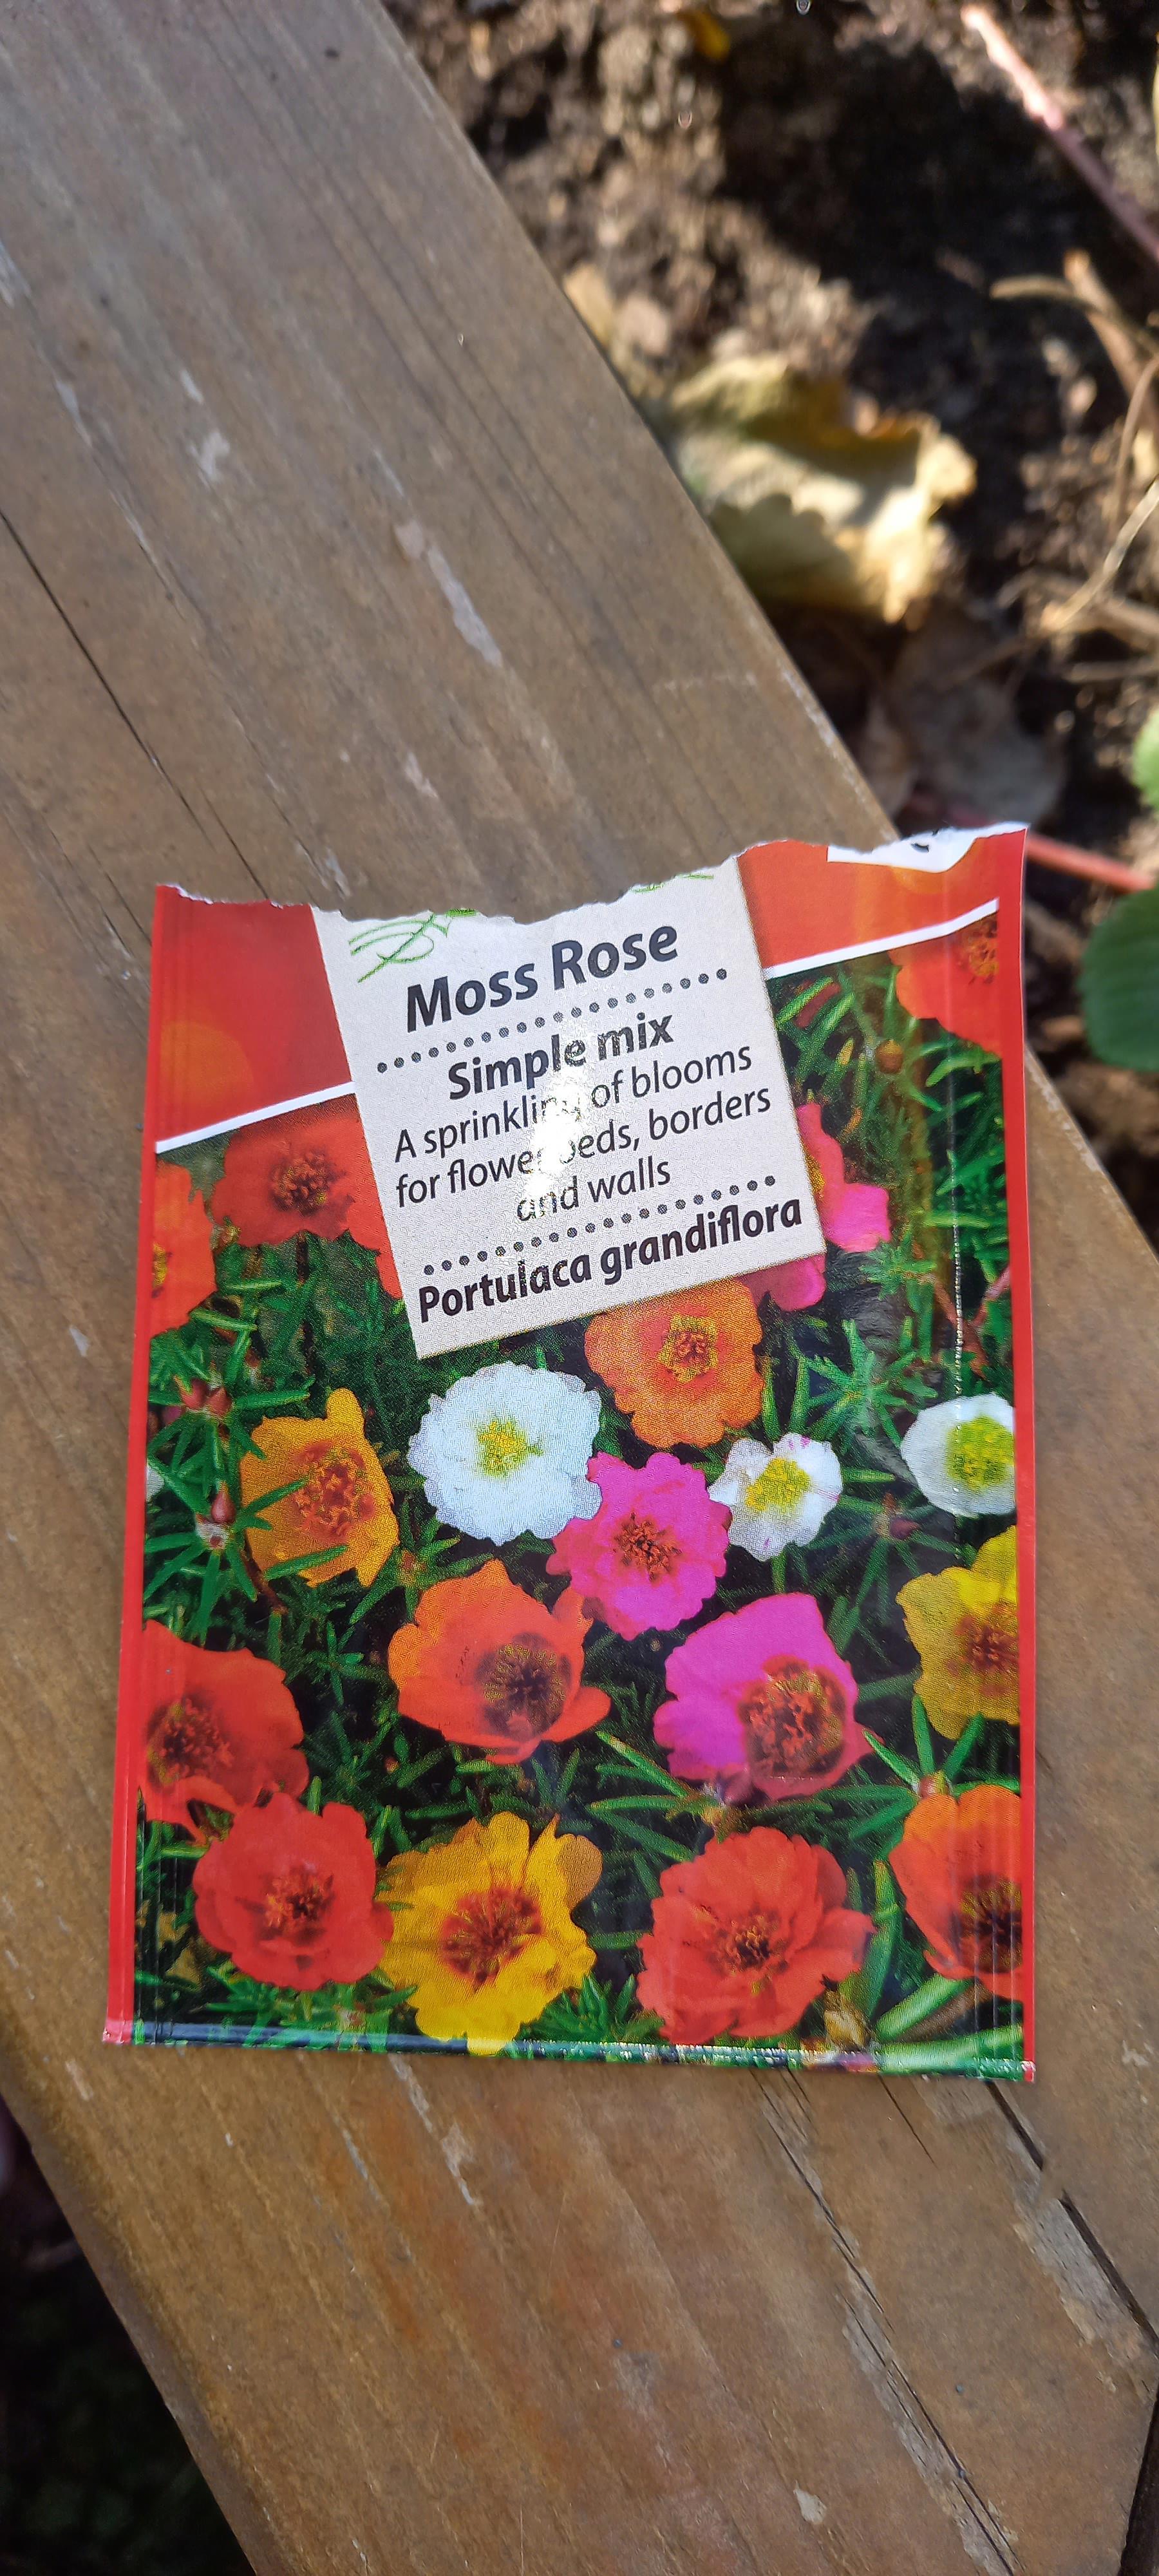 Moss Rose
Simple mix
A sprinkling of blooms
for flower beds, borders
and walls
Portulaca grandiflora